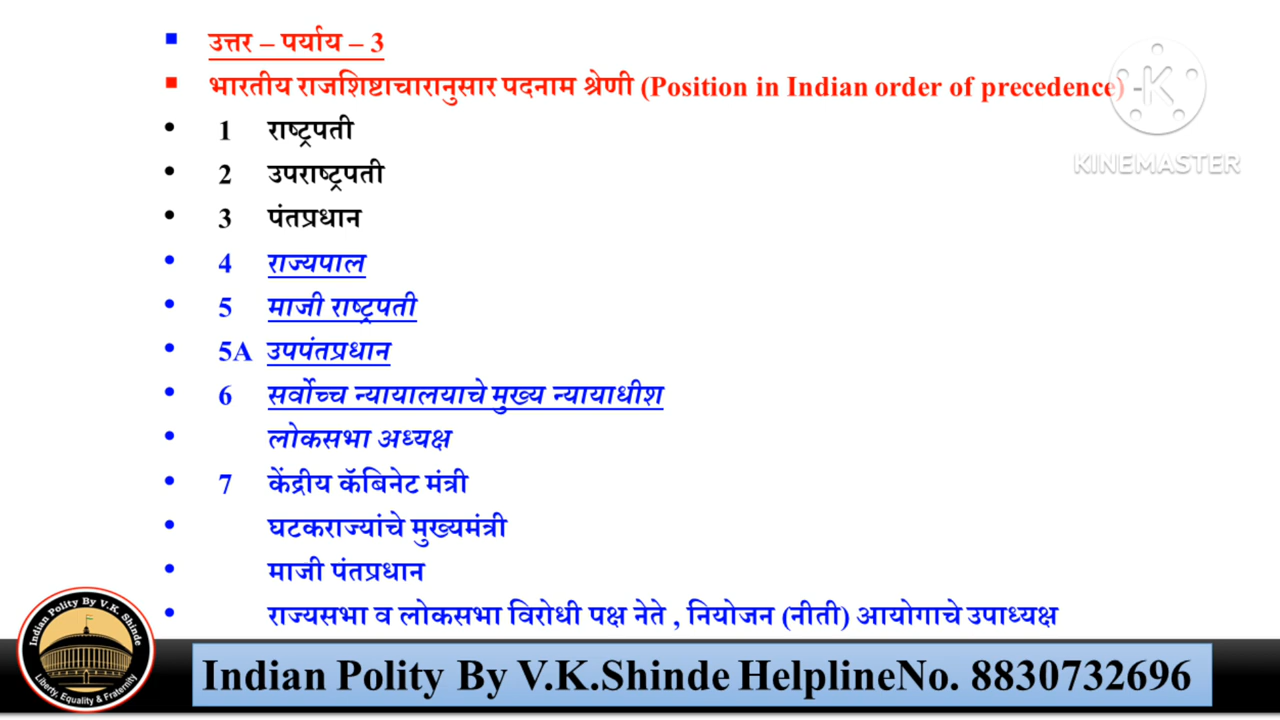 उत्तर – पर्याय – 3
भारतीय राजशिष्टाचारानुसार पदनाम श्रेणी (Position in Indian order of precedence) -
K
KINEMASTER
1 राष्ट्रपती
2 उपराष्ट्रपती
3 पंतप्रधान
4 राज्यपाल
5 माजी राष्ट्रपती
5A उपपंतप्रधान
6 सर्वोच्च न्यायालयाचे मुख्य न्यायाधीश
लोकसभा अध्यक्ष
7 केंद्रीय कॅबिनेट मंत्री
घटकराज्यांचे मुख्यमंत्री
माजी पंतप्रधान
राज्यसभा व लोकसभा विरोधी पक्ष नेते , नियोजन (नीती) आयोगाचे उपाध्यक्ष
Indian Polity By V.K. Shinde
Liberty, Equality & Fraternity
Indian Polity By V.K.Shinde HelplineNo. 8830732696